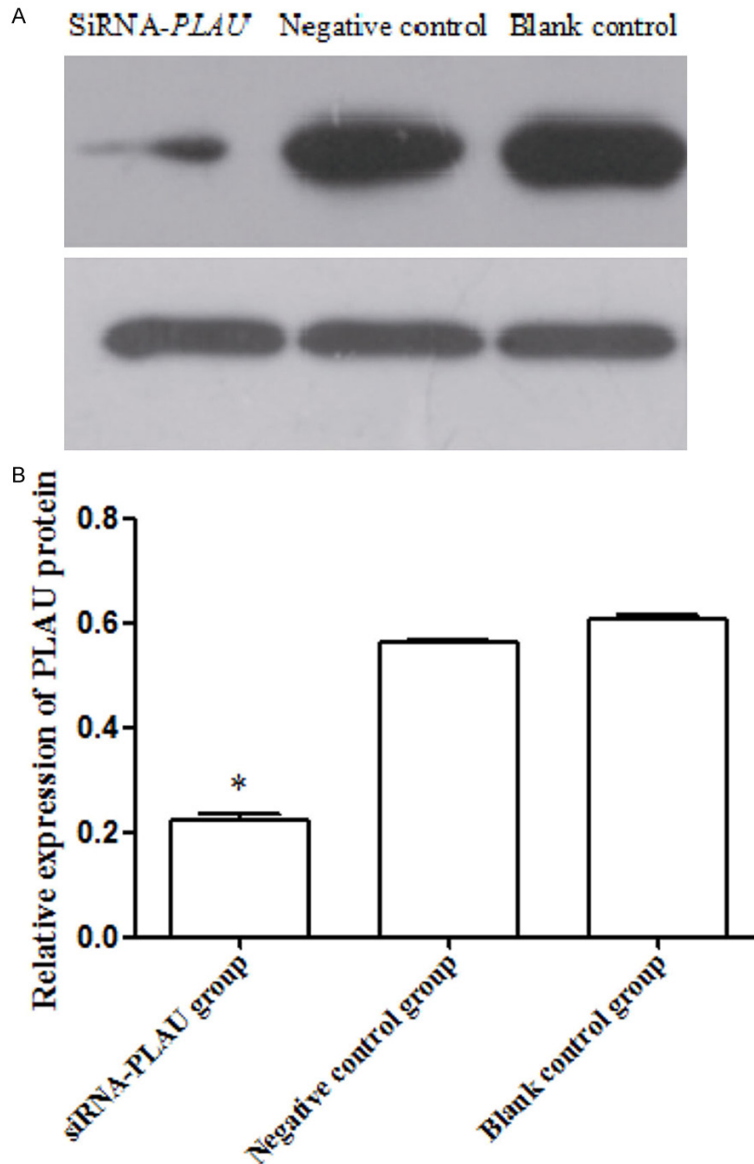 A
SiRNA-PLAU Negative control Blank control
B
Relative expression of PLAU protein
0.8
0.6
0.4
0.2
0.0
*
siRNA-PLAU group
Negative control group
Blank control group